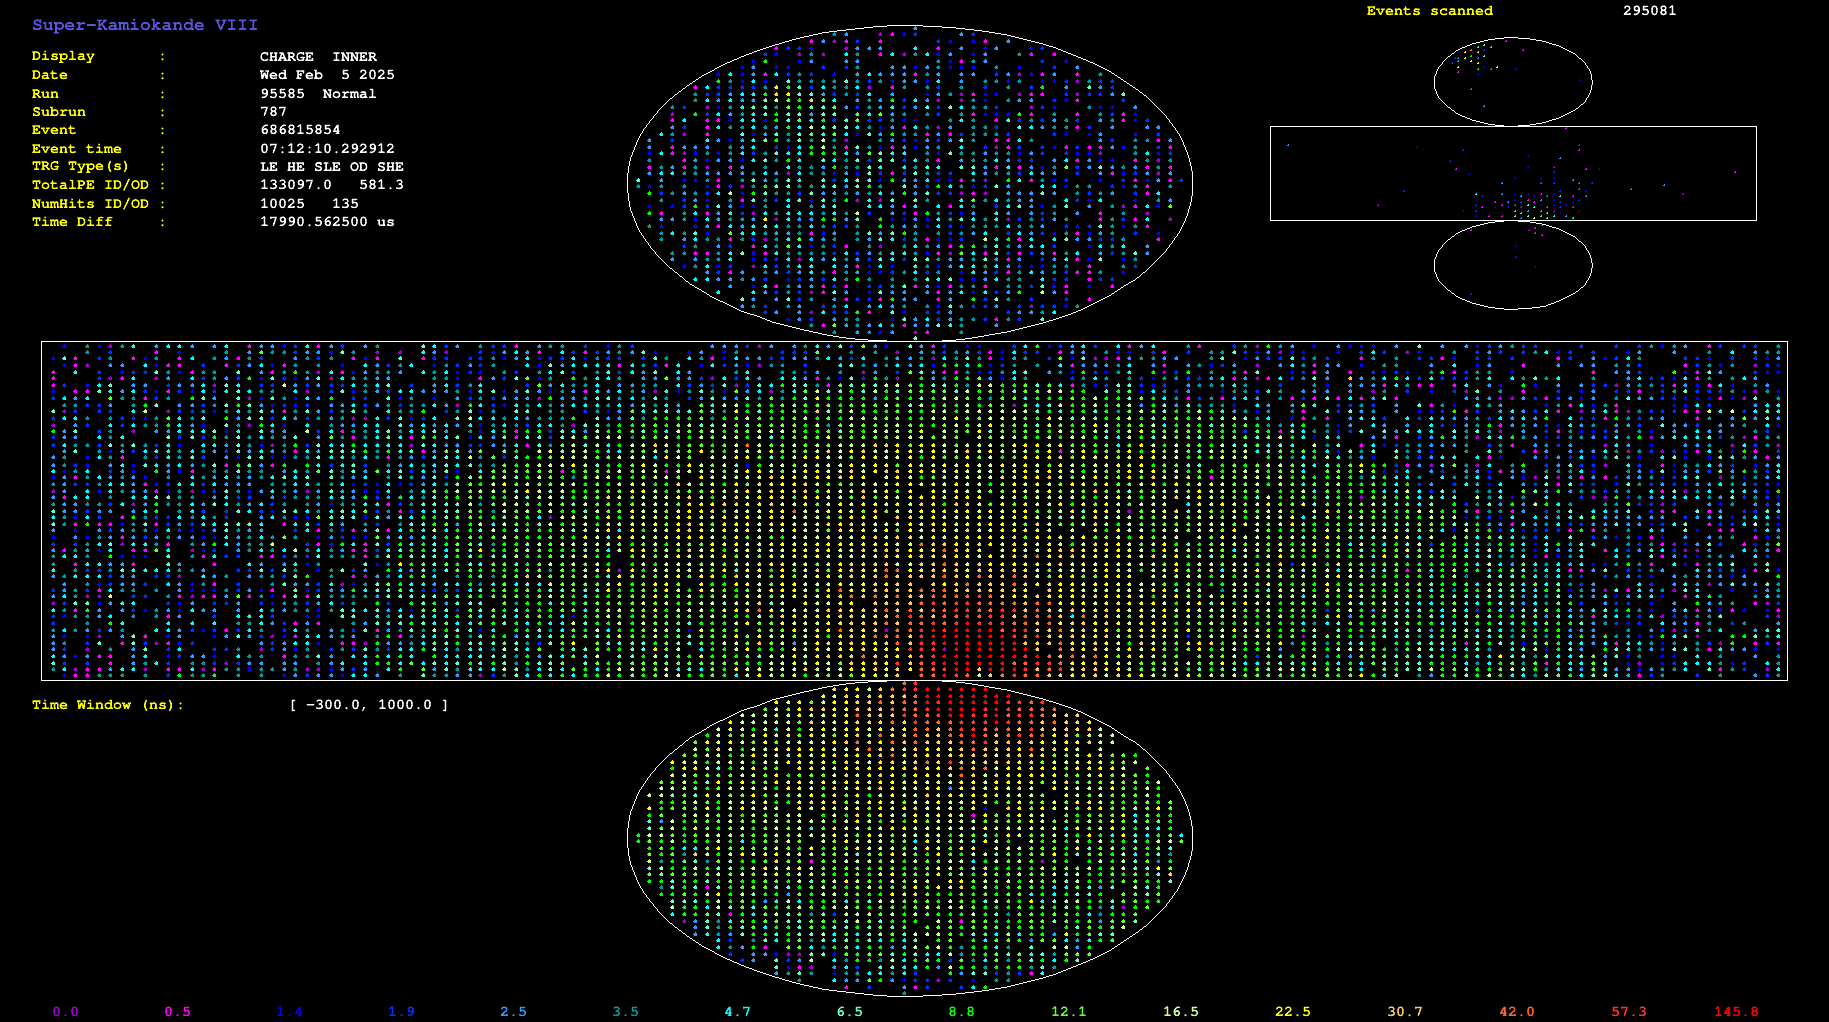 Super-Kamiokande VIII
Events scanned 295081
Display : CHARGE INNER
Date : Wed Feb 5 2025
Run : 95585 Normal
Subrun : 787
Event : 686815854
Event time : 07:12:10.292912
TRG Type(s) : LE HE SLE OD SHE
TotalPE ID/OD : 133097.0 581.3
NumHits ID/OD : 10025 135
Time Diff : 17990.562500 us
Time Window (ns): [ -300.0, 1000.0 ]
0.0 0.5 1.4 1.9 2.5 3.5 4.7 6.5 8.8 12.1 16.5 22.5 30.7 42.0 57.3 145.8